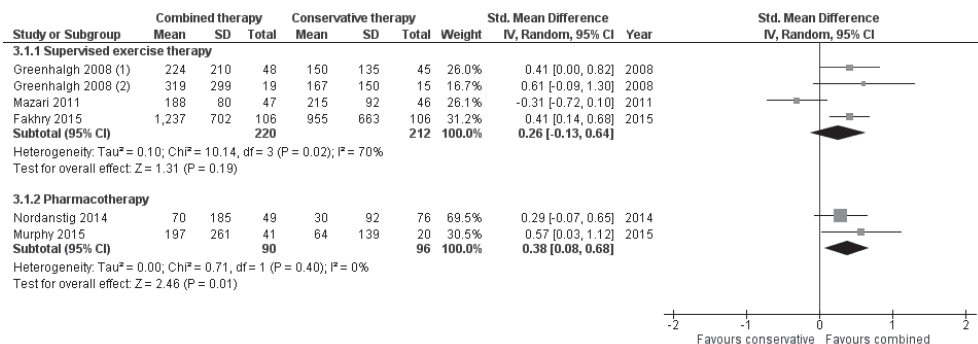 Combined therapy Conservative therapy Std. Mean Difference Std. Mean Difference
Study or Subgroup Mean SD Total Mean SD Total Weight IV, Random, 95% CI Year IV, Random, 95% CI
3.1.1 Supervised exercise therapy
Greenhalgh 2008 (1) 224 210 48 150 135 45 26.0% 0.41 [0.00, 0.82] 2008
Greenhalgh 2008 (2) 319 299 19 167 150 15 16.7% 0.61 [-0.09, 1.30] 2008
Mazari 2011 188 80 47 215 92 46 26.1% -0.31 [-0.72, 0.10] 2011
Fakhry 2015 1,237 702 106 955 663 106 31.2% 0.41 [0.14, 0.68] 2015
Subtotal (95% CI) 220 212 100.0% 0.26 [-0.13, 0.64]
Heterogeneity: Tau² = 0.10; Chi² = 10.14, df = 3 (P = 0.02); I² = 70%
Test for overall effect: Z = 1.31 (P = 0.19)
3.1.2 Pharmacotherapy
Nordanstig 2014 70 185 49 30 92 76 69.5% 0.29 [-0.07, 0.65] 2014
Murphy 2015 197 261 41 64 139 20 30.5% 0.57 [0.03, 1.12] 2015
Subtotal (95% CI) 90 96 100.0% 0.38 [0.08, 0.68]
Heterogeneity: Tau² = 0.00; Chi² = 0.71, df = 1 (P = 0.40); I² = 0%
Test for overall effect: Z = 2.46 (P = 0.01)
-2 -1 0 1 2
Favours conservative Favours combined